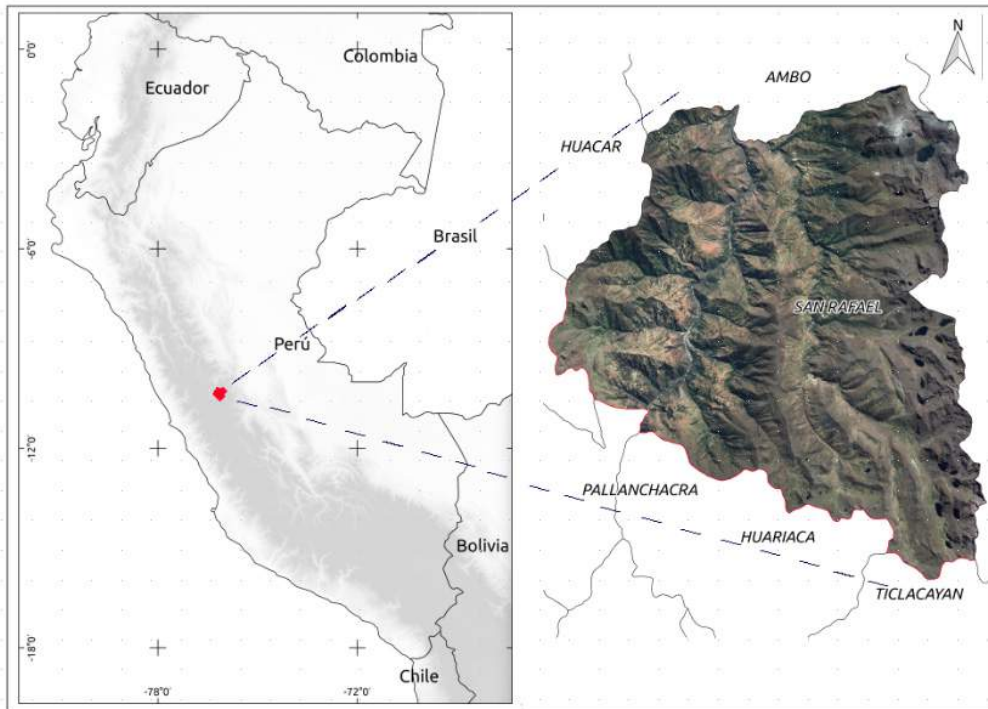 0°0'
-6°0'
-12°0'
-18°0'
-78°0'
-72°0'
Colombia
Ecuador
Brasil
Perú
Bolivia
Chile
N
AMBO
HUACAR
SAN RAFAEL
PALLANCHACRA
HUARIACA
TICLACAYAN